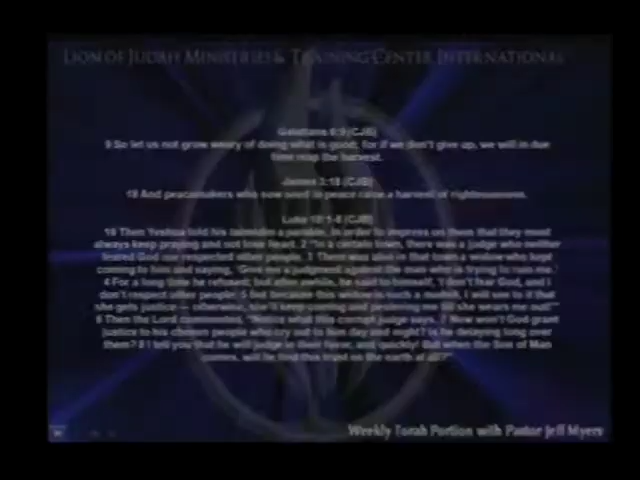 LION OF JUDAH MINISTRIES & TRAINING CENTER INTERNATIONAL
Galatians 6:9 (CJB)
9 So let us not grow weary of doing what is good; for if we don't give up, we will in due
time reap the harvest.
James 3:18 (CJB)
18 And peacemakers who sow seed in peace raise a harvest of righteousness.
Luke 18:1-8 (CJB)
18 Then Yeshua told his talmidim a parable, in order to impress on them that they must
always keep praying and not lose heart. 2 "In a certain town, there was a judge who neither
feared God nor respected other people. 3 There was also in that town a widow who kept
coming to him and saying, 'Give me a judgment against the man who is trying to ruin me.'
4 For a long time he refused; but after awhile, he said to himself, 'I don't fear God, and I
don't respect other people; 5 but because this widow is such a nudnik, I will see to it that
she gets justice — otherwise, she'll keep coming and pestering me till she wears me out!'"
6 Then the Lord commented, "Notice what this corrupt judge says. 7 Now won't God grant
justice to his chosen people who cry out to him day and night? Is he delaying long over
them? 8 I tell you that he will judge in their favor, and quickly! But when the Son of Man
comes, will he find this trust on the earth at all?"
Weekly Torah Portion with Pastor Jeff Myers